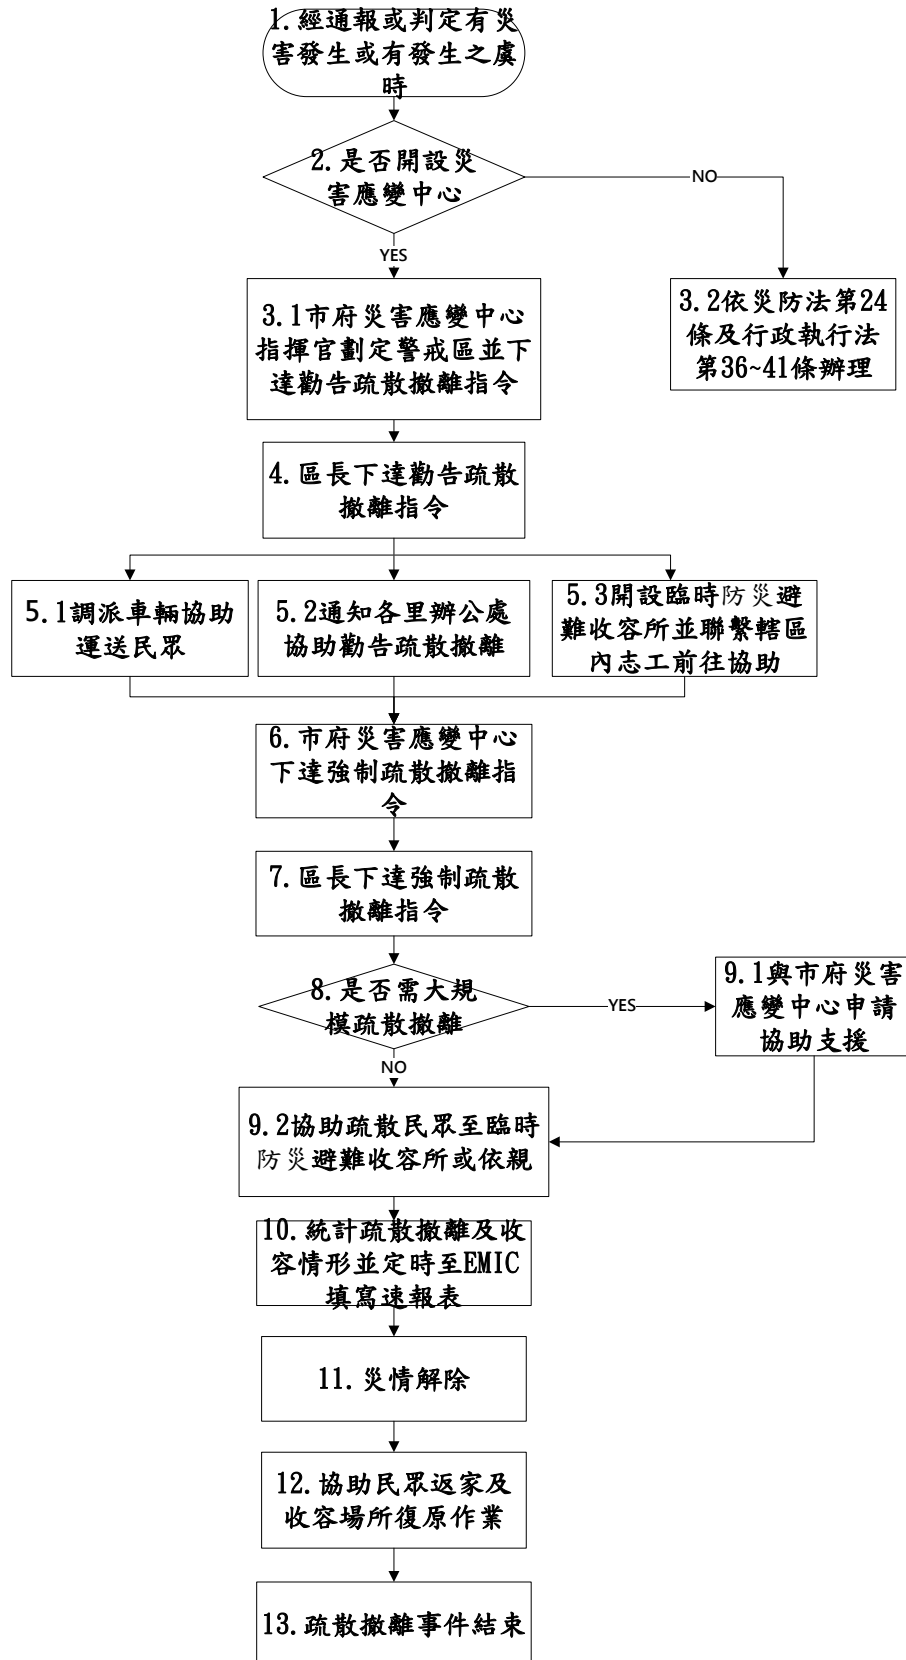 1.經通報或判定有災
害發生或有發生之虞
時
2.是否開設災
害應變中心
NO
YES
3.1市府災害應變中心
指揮官劃定警戒區並下
達勸告疏散撤離指令
3.2依災防法第24
條及行政執行法
第36~41條辦理
4.區長下達勸告疏散
撤離指令
5.1調派車輛協助
運送民眾
5.2通知各里辦公處
協助勸告疏散撤離
5.3開設臨時防災避
難收容所並聯繫轄區
內志工前往協助
6.市府災害應變中心
下達強制疏散撤離指
令
7.區長下達強制疏散
撤離指令
8.是否需大規
模疏散撤離
YES
9.1與市府災害
應變中心申請
協助支援
NO
9.2協助疏散民眾至臨時
防災避難收容所或依親
10.統計疏散撤離及收
容情形並定時至EMIC
填寫速報表
11.災情解除
12.協助民眾返家及
收容場所復原作業
13.疏散撤離事件結束